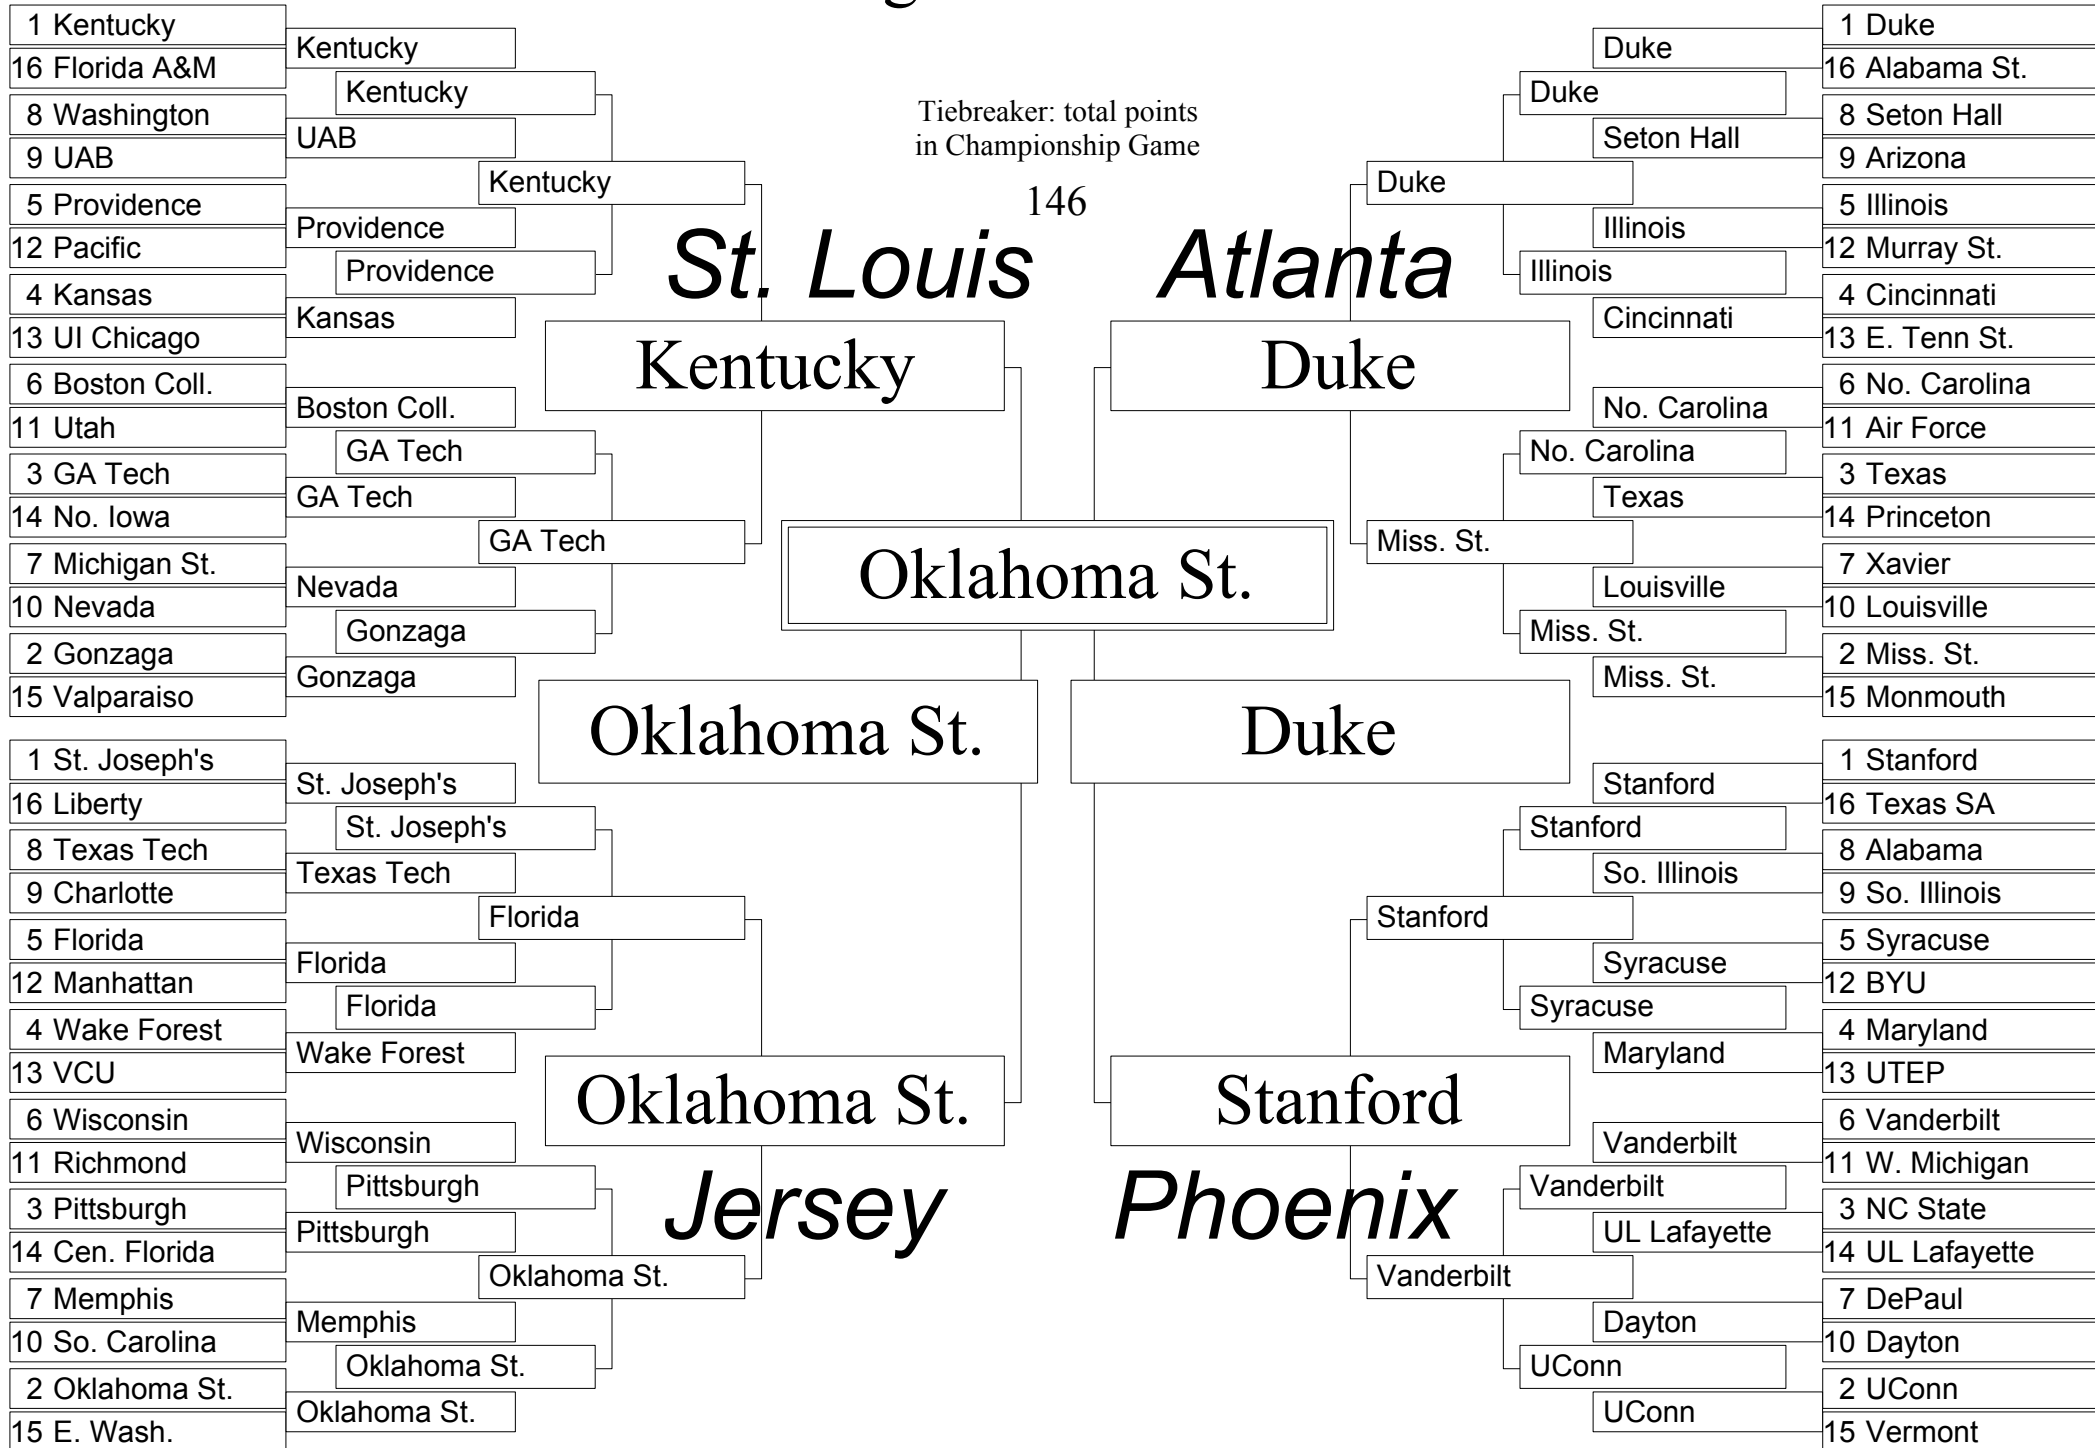 1 Kentucky
16 Florida A&M
8 Washington
9 UAB
5 Providence
12 Pacific
4 Kansas
13 UI Chicago
6 Boston Coll.
11 Utah
3 GA Tech
14 No. Iowa
7 Michigan St.
10 Nevada
2 Gonzaga
15 Valparaiso
1 St. Joseph's
16 Liberty
8 Texas Tech
9 Charlotte
5 Florida
12 Manhattan
4 Wake Forest
13 VCU
6 Wisconsin
11 Richmond
3 Pittsburgh
14 Cen. Florida
7 Memphis
10 So. Carolina
2 Oklahoma St.
15 E. Wash.
Kentucky
UAB
Providence
Kansas
Boston Coll.
GA Tech
Nevada
Gonzaga
St. Joseph's
Texas Tech
Florida
Wake Forest
Wisconsin
Pittsburgh
Memphis
Oklahoma St.
Kentucky
Providence
GA Tech
Gonzaga
St. Joseph's
Florida
Pittsburgh
Oklahoma St.
Kentucky
GA Tech
Florida
Oklahoma St.
Tiebreaker: total points
in Championship Game
146
St. Louis
Atlanta
Kentucky
Duke
Oklahoma St.
Oklahoma St.
Duke
Oklahoma St.
Stanford
Jersey
Phoenix
Duke
Miss. St.
Stanford
Vanderbilt
Duke
Illinois
No. Carolina
Miss. St.
Stanford
Syracuse
Vanderbilt
UConn
Duke
Seton Hall
Illinois
Cincinnati
No. Carolina
Texas
Louisville
Miss. St.
Stanford
So. Illinois
Syracuse
Maryland
Vanderbilt
UL Lafayette
Dayton
UConn
1 Duke
16 Alabama St.
8 Seton Hall
9 Arizona
5 Illinois
12 Murray St.
4 Cincinnati
13 E. Tenn St.
6 No. Carolina
11 Air Force
3 Texas
14 Princeton
7 Xavier
10 Louisville
2 Miss. St.
15 Monmouth
1 Stanford
16 Texas SA
8 Alabama
9 So. Illinois
5 Syracuse
12 BYU
4 Maryland
13 UTEP
6 Vanderbilt
11 W. Michigan
3 NC State
14 UL Lafayette
7 DePaul
10 Dayton
2 UConn
15 Vermont